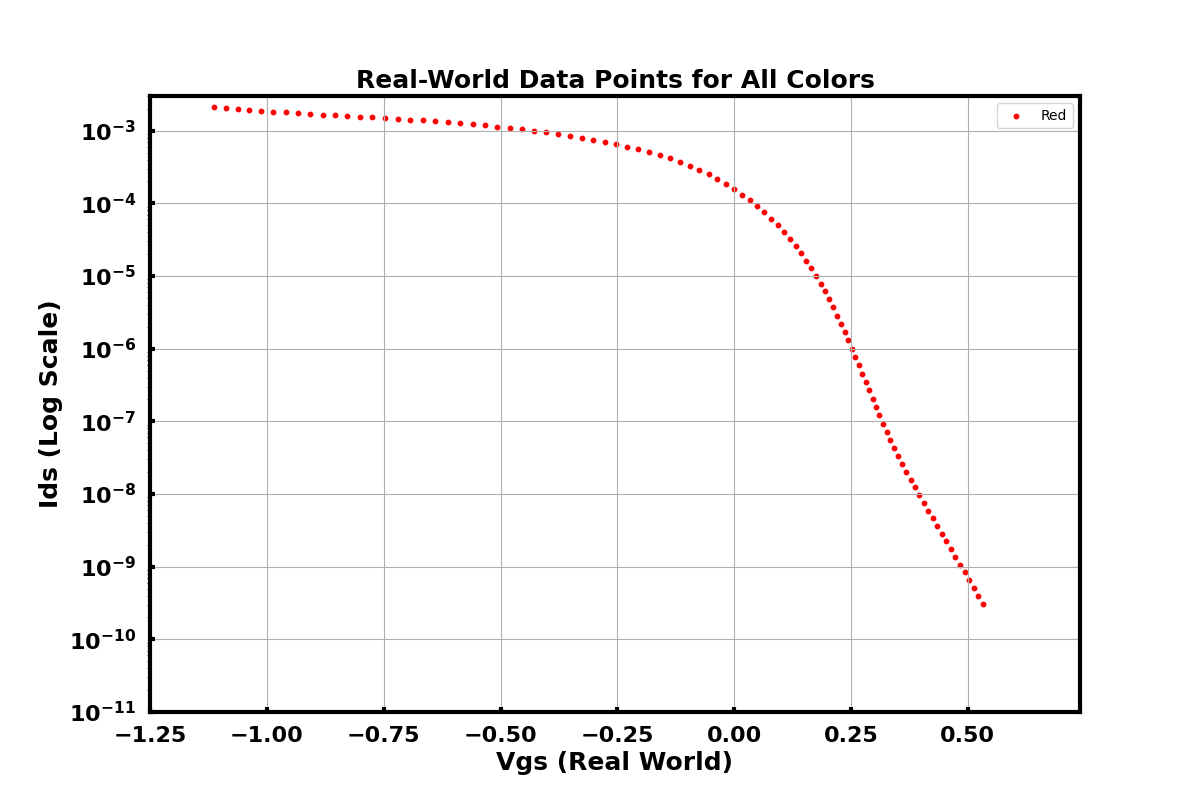 Real-World Data Points for All Colors
Red
10⁻³
10⁻⁴
10⁻⁵
10⁻⁶
10⁻⁷
10⁻⁸
10⁻⁹
10⁻¹⁰
10⁻¹¹
Ids (Log Scale)
−1.25 −1.00 −0.75 −0.50 −0.25 0.00 0.25 0.50
Vgs (Real World)